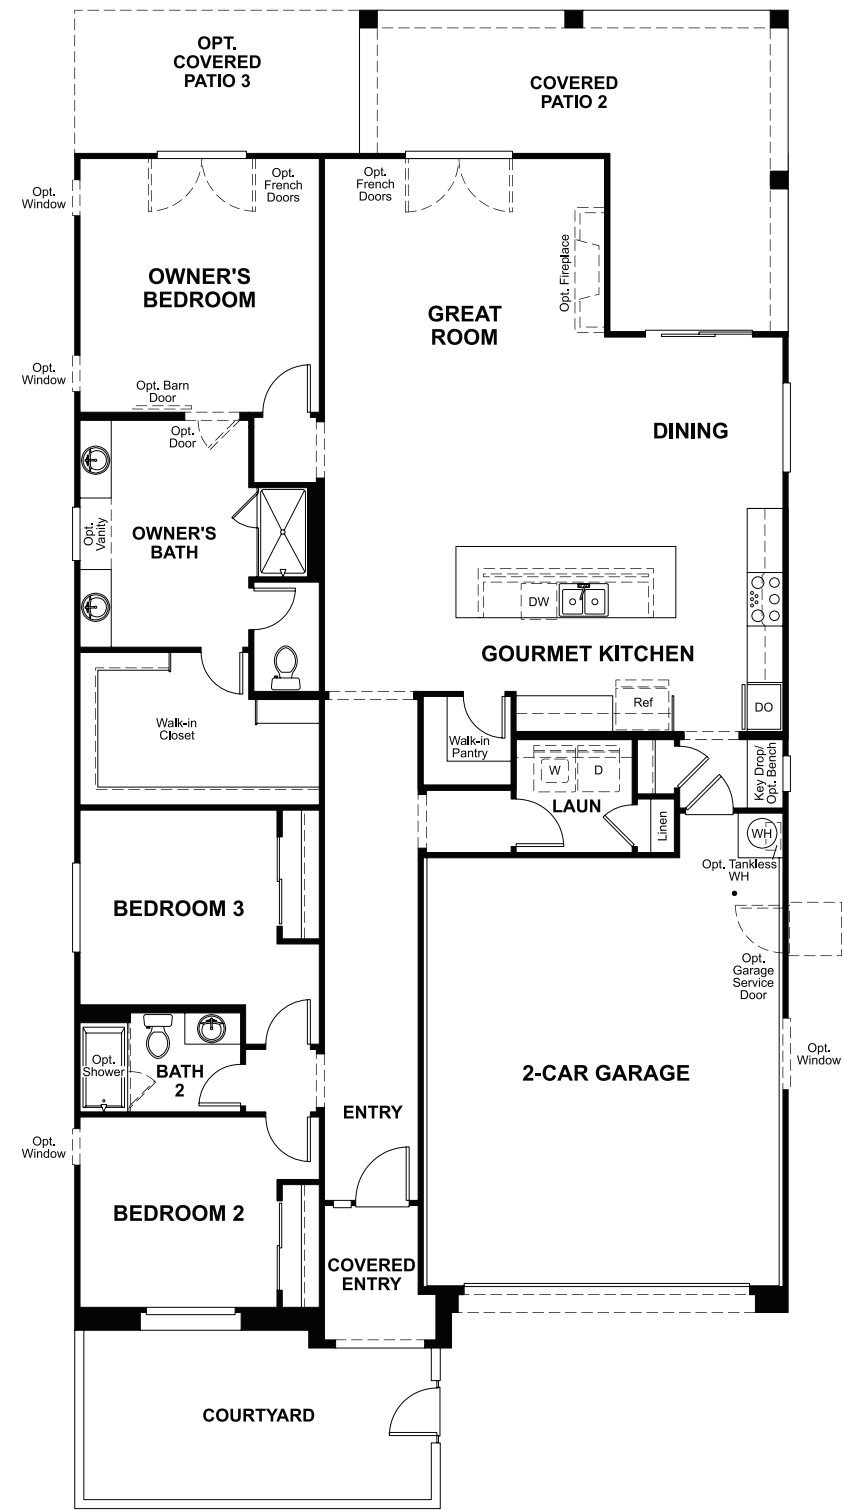 OPT.
COVERED
PATIO 3
COVERED
PATIO 2
Opt.
Window
Opt.
French
Doors
Opt.
French
Doors
OWNER'S
BEDROOM
Opt. Fireplace
GREAT
ROOM
Opt.
Window
Opt. Barn
Door
Opt.
Door
DINING
OWNER'S
BATH
Opt.
Vanity
DW
GOURMET KITCHEN
Ref
DO
Walk-in
Closet
Walk-in
Pantry
W
D
LAUN
Key Drop/
Opt. Bench
Linen
WH
Opt. Tankless
WH
BEDROOM 3
Opt.
Garage
Service
Door
Opt.
Shower
BATH
2
2-CAR GARAGE
Opt.
Window
ENTRY
Opt.
Window
BEDROOM 2
COVERED
ENTRY
COURTYARD